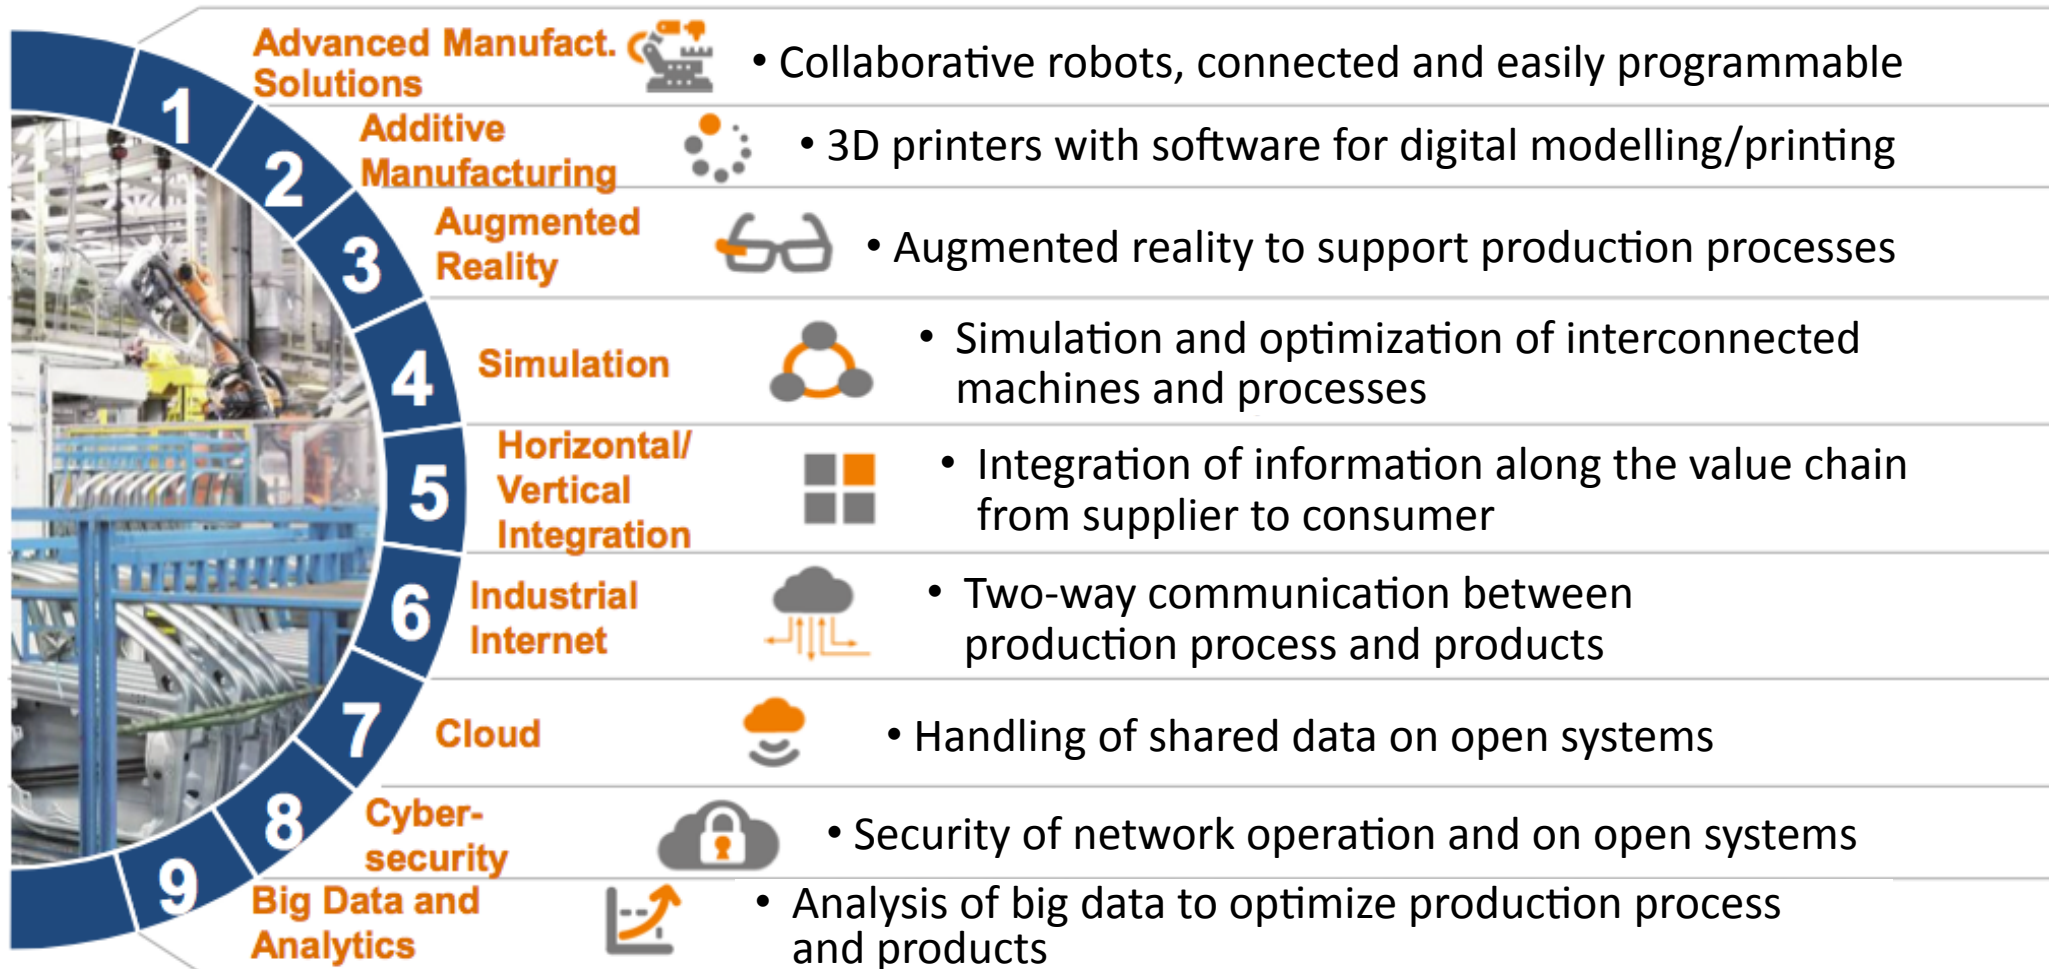 1
Advanced Manufact.
Solutions
• Collaborative robots, connected and easily programmable
2
Additive
Manufacturing
• 3D printers with software for digital modelling/printing
3
Augmented
Reality
• Augmented reality to support production processes
4
Simulation
• Simulation and optimization of interconnected
machines and processes
5
Horizontal/
Vertical
Integration
• Integration of information along the value chain
from supplier to consumer
6
Industrial
Internet
• Two-way communication between
production process and products
7
Cloud
• Handling of shared data on open systems
8
Cyber-
security
• Security of network operation and on open systems
9
Big Data and
Analytics
• Analysis of big data to optimize production process
and products